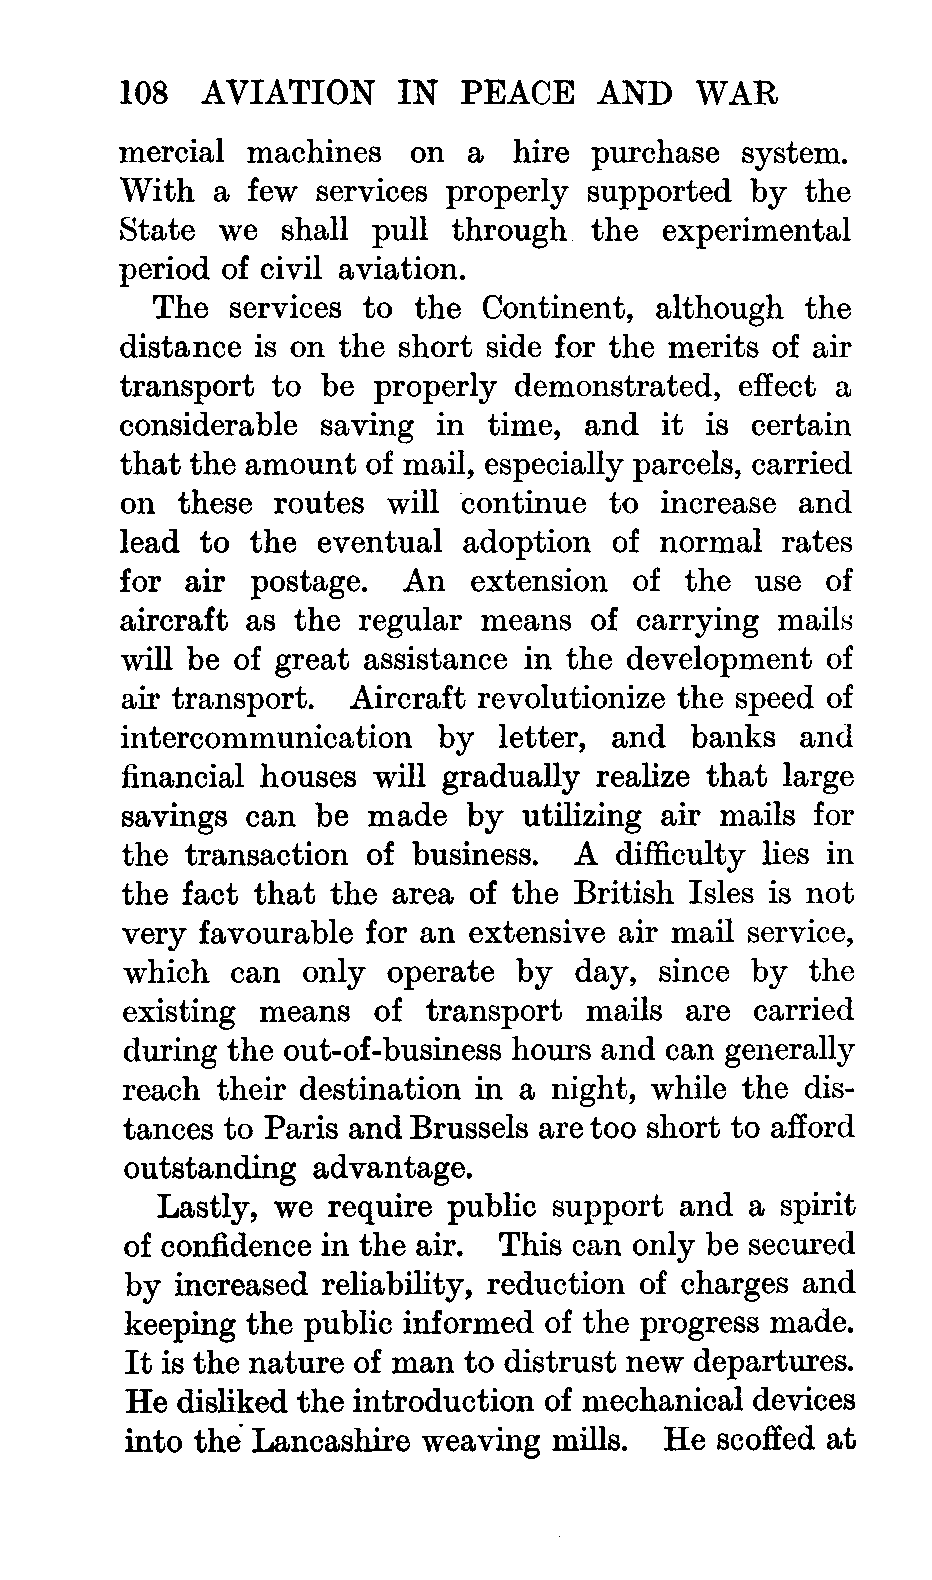 108 AVIATION IN PEACE AND WAR
mercial machines on a hire purchase system.
With a few services properly supported by the
State we shall pull through the experimental
period of civil aviation.
The services to the Continent, although the
distance is on the short side for the merits of air
transport to be properly demonstrated, effect a
considerable saving in time, and it is certain
that the amount of mail, especially parcels, carried
on these routes will continue to increase and
lead to the eventual adoption of normal rates
for air postage. An extension of the use of
aircraft as the regular means of carrying mails
will be of great assistance in the development of
air transport. Aircraft revolutionize the speed of
intercommunication by letter, and banks and
financial houses will gradually realize that large
savings can be made by utilizing air mails for
the transaction of business. A difficulty lies in
the fact that the area of the British Isles is not
very favourable for an extensive air mail service,
which can only operate by day, since by the
existing means of transport mails are carried
during the out-of-business hours and can generally
reach their destination in a night, while the dis-
tances to Paris and Brussels are too short to afford
outstanding advantage.
Lastly, we require public support and a spirit
of confidence in the air. This can only be secured
by increased reliability, reduction of charges and
keeping the public informed of the progress made.
It is the nature of man to distrust new departures.
He disliked the introduction of mechanical devices
into the Lancashire weaving mills. He scoffed at